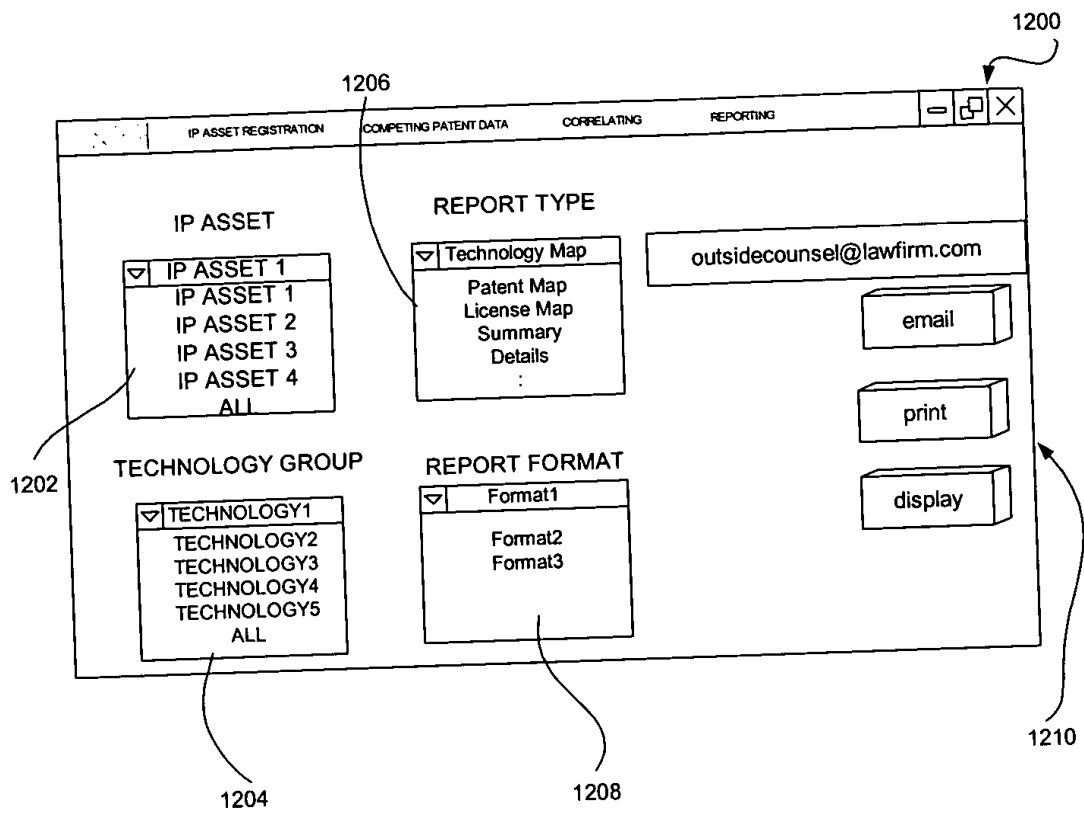 1200
1206
IP ASSET REGISTRATION COMPETING PATENT DATA CORRELATING REPORTING
IP ASSET
IP ASSET 1
IP ASSET 1
IP ASSET 2
IP ASSET 3
IP ASSET 4
ALL
1202
REPORT TYPE
Technology Map
Patent Map
License Map
Summary
Details
:
outsidecounsel@lawfirm.com
email
print
display
TECHNOLOGY GROUP
TECHNOLOGY1
TECHNOLOGY2
TECHNOLOGY3
TECHNOLOGY4
TECHNOLOGY5
ALL
REPORT FORMAT
Format1
Format2
Format3
1210
1204
1208